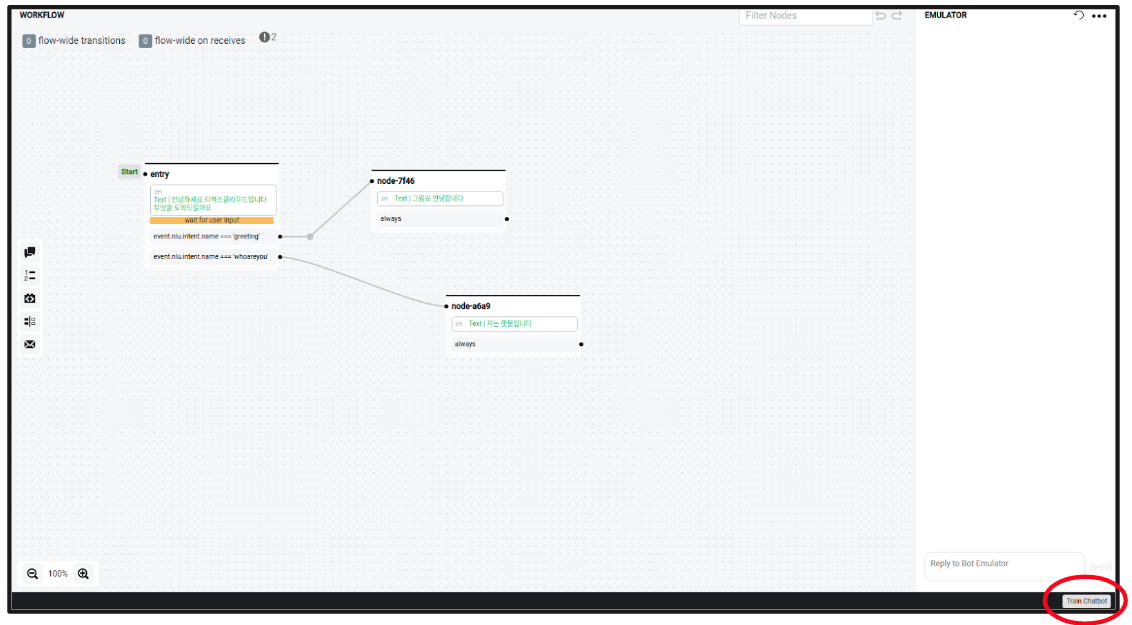 WORKFLOW
Filter Nodes
EMULATOR
0 flow-wide transitions
0 flow-wide on receives
2
Start
entry
Text | 안녕하세요 티맥스클라우드입니다
무엇을 도와드릴까요
wait for user input
event.nlu.intent.name === 'greeting'
event.nlu.intent.name === 'whoareyou'
node-7f46
Text | 그럼요 안녕합니다
always
node-a6a9
Text | 저는 챗봇입니다
always
1
2
100%
Reply to Bot Emulator
Send
Train Chatbot